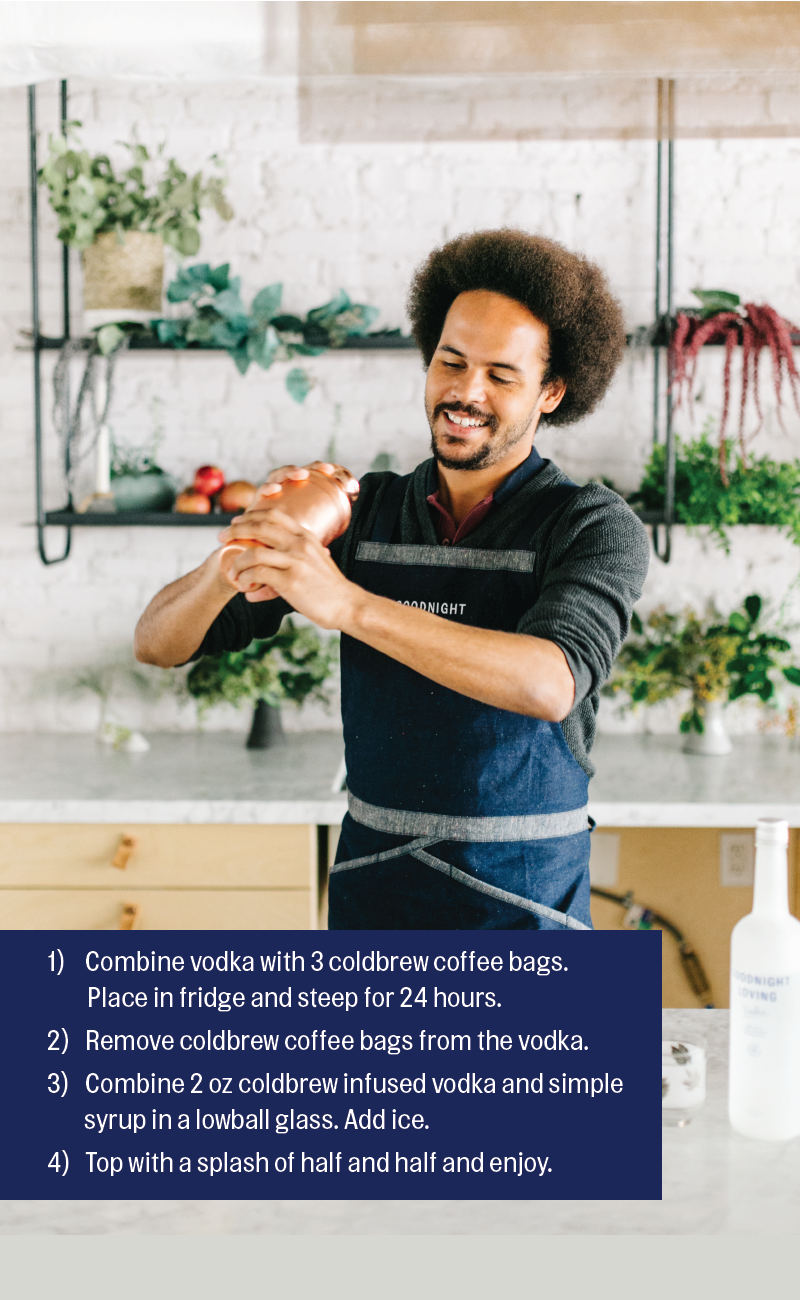 GOODNIGHT
1) Combine vodka with 3 coldbrew coffee bags.
Place in fridge and steep for 24 hours.
GOODNIGHT
LOVING
2) Remove coldbrew coffee bags from the vodka.
3) Combine 2 oz coldbrew infused vodka and simple
syrup in a lowball glass. Add ice.
4) Top with a splash of half and half and enjoy.